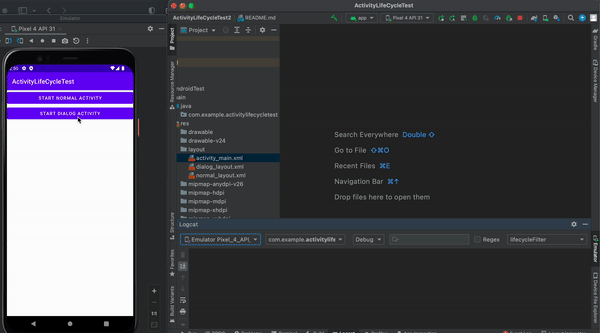 Emulator
Pixel 4 API 31
ActivityLifeCycleTest
START NORMAL ACTIVITY
START DIALOG ACTIVITY
ActivityLifeCycleTest
ActivityLifeCycleTest2
README.md
app
Pixel 4 API 31
Project
Project
Resource Manager
Structure
Favorites
Build Variants
ndroidTest
ain
java
com.example.activitylifecycletest
res
drawable
drawable-v24
layout
activity_main.xml
dialog_layout.xml
normal_layout.xml
mipmap-anydpi-v26
mipmap-hdpi
mipmap-mdpi
mipmap-xhdpi
Search Everywhere Double ⇧
Go to File ⇧⌘O
Recent Files ⌘E
Navigation Bar ⌘↑
Drop files here to open them
Gradle
Device Manager
Emulator
Device File Explorer
Logcat
Emulator Pixel_4_API_
com.example.activitylife
Debug
Regex
lifecycleFilter